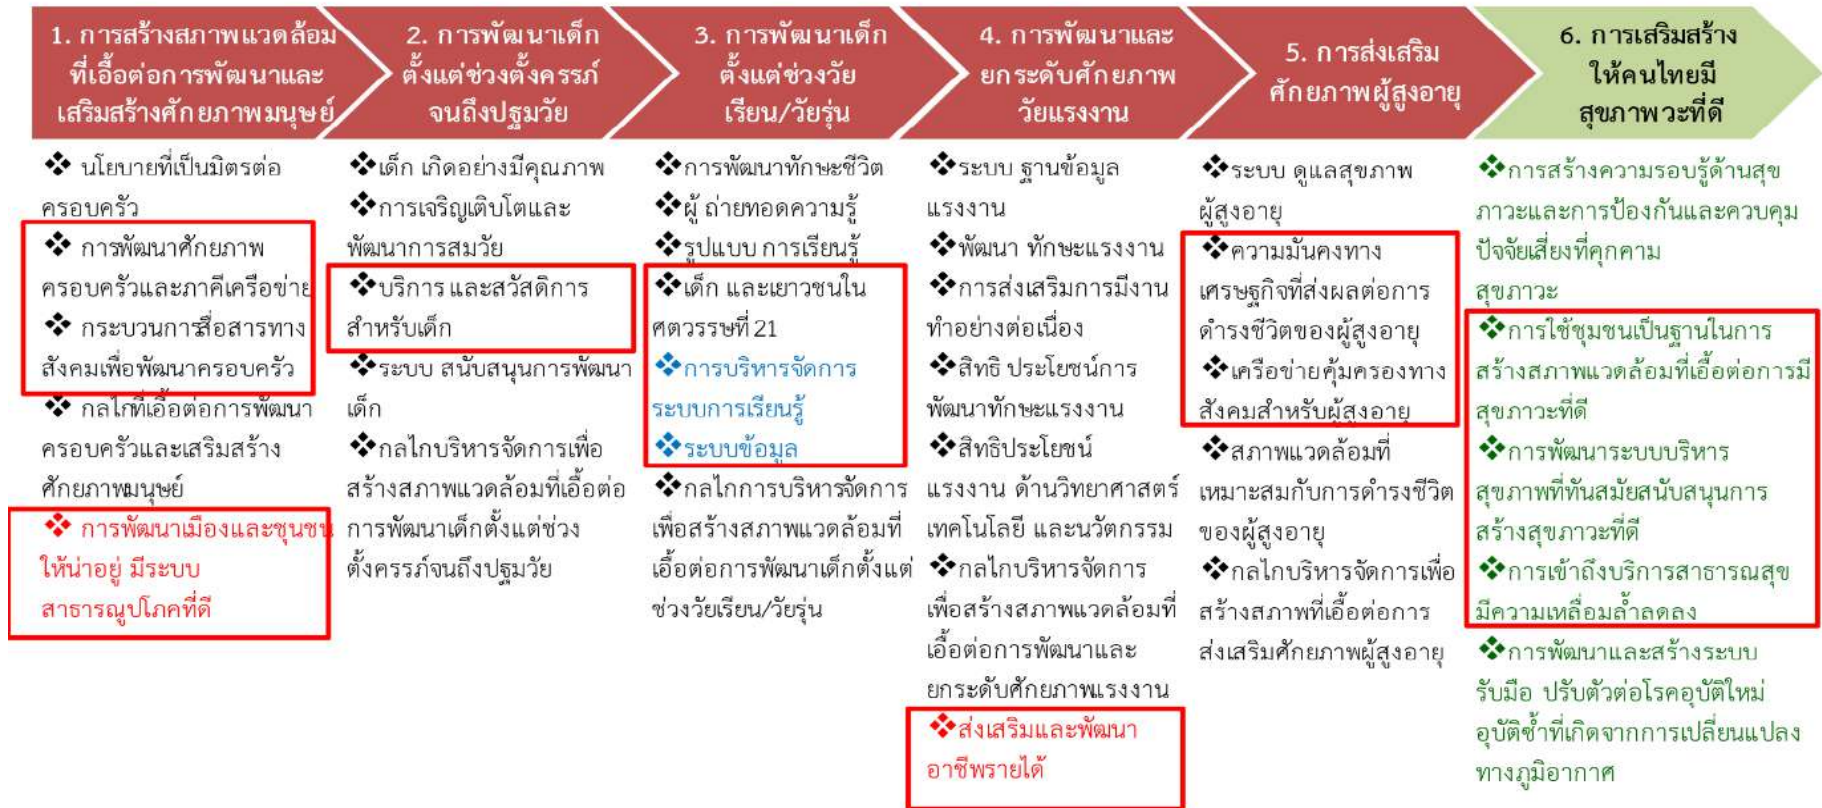 1. การสร้างสภาพแวดล้อม
ที่เอื้อต่อการพัฒนาและ
เสริมสร้างศักยภาพมนุษย์
2. การพัฒนาเด็ก
ตั้งแต่ช่วงตั้งครรภ์
จนถึงปฐมวัย
3. การพัฒนาเด็ก
ตั้งแต่ช่วงวัย
เรียน/วัยรุ่น
4. การพัฒนาและ
ยกระดับศักยภาพ
วัยแรงงาน
5. การส่งเสริม
ศักยภาพผู้สูงอายุ
6. การเสริมสร้าง
ให้คนไทยมี
สุขภาพวะที่ดี
❖ นโยบายที่เป็นมิตรต่อ
ครอบครัว
❖ การพัฒนาศักยภาพ
ครอบครัวและภาคีเครือข่าย
❖ กระบวนการสื่อสารทาง
สังคมเพื่อพัฒนาครอบครัว
❖ กลไกที่เอื้อต่อการพัฒนา
ครอบครัวและเสริมสร้าง
ศักยภาพมนุษย์
❖ การพัฒนาเมืองและชุนชน
ให้น่าอยู่ มีระบบ
สาธารณูปโภคที่ดี
❖เด็ก เกิดอย่างมีคุณภาพ
❖การเจริญเติบโตและ
พัฒนาการสมวัย
❖บริการ และสวัสดิการ
สำหรับเด็ก
❖ระบบ สนับสนุนการพัฒนา
เด็ก
❖กลไกบริหารจัดการเพื่อ
สร้างสภาพแวดล้อมที่เอื้อต่อ
การพัฒนาเด็กตั้งแต่ช่วง
ตั้งครรภ์จนถึงปฐมวัย
❖การพัฒนาทักษะชีวิต
❖ผู้ ถ่ายทอดความรู้
❖รูปแบบ การเรียนรู้
❖เด็ก และเยาวชนใน
ศตวรรษที่ 21
❖การบริหารจัดการ
ระบบการเรียนรู้
❖ระบบข้อมูล
❖กลไกการบริหารจัดการ
เพื่อสร้างสภาพแวดล้อมที่
เอื้อต่อการพัฒนาเด็กตั้งแต่
ช่วงวัยเรียน/วัยรุ่น
❖ระบบ ฐานข้อมูล
แรงงาน
❖พัฒนา ทักษะแรงงาน
❖การส่งเสริมการมีงาน
ทำอย่างต่อเนื่อง
❖สิทธิ ประโยชน์การ
พัฒนาทักษะแรงงาน
❖สิทธิประโยชน์
แรงงาน ด้านวิทยาศาสตร์
เทคโนโลยี และนวัตกรรม
❖กลไกบริหารจัดการ
เพื่อสร้างสภาพแวดล้อมที่
เอื้อต่อการพัฒนาและ
ยกระดับศักยภาพแรงงาน
❖ส่งเสริมและพัฒนา
อาชีพรายได้
❖ระบบ ดูแลสุขภาพ
ผู้สูงอายุ
❖ความมั่นคงทาง
เศรษฐกิจที่ส่งผลต่อการ
ดำรงชีวิตของผู้สูงอายุ
❖เครือข่ายคุ้มครองทาง
สังคมสำหรับผู้สูงอายุ
❖สภาพแวดล้อมที่
เหมาะสมกับการดำรงชีวิต
ของผู้สูงอายุ
❖กลไกบริหารจัดการเพื่อ
สร้างสภาพที่เอื้อต่อการ
ส่งเสริมศักยภาพผู้สูงอายุ
❖การสร้างความรอบรู้ด้านสุข
ภาวะและการป้องกันและควบคุม
ปัจจัยเสี่ยงที่คุกคาม
สุขภาวะ
❖การใช้ชุมชนเป็นฐานในการ
สร้างสภาพแวดล้อมที่เอื้อต่อการมี
สุขภาวะที่ดี
❖การพัฒนาระบบบริหาร
สุขภาพที่ทันสมัยสนับสนุนการ
สร้างสุขภาวะที่ดี
❖การเข้าถึงบริการสาธารณสุข
มีความเหลื่อมล้ำลดลง
❖การพัฒนาและสร้างระบบ
รับมือ ปรับตัวต่อโรคอุบัติใหม่
อุบัติซ้ำที่เกิดจากการเปลี่ยนแปลง
ทางภูมิอากาศ